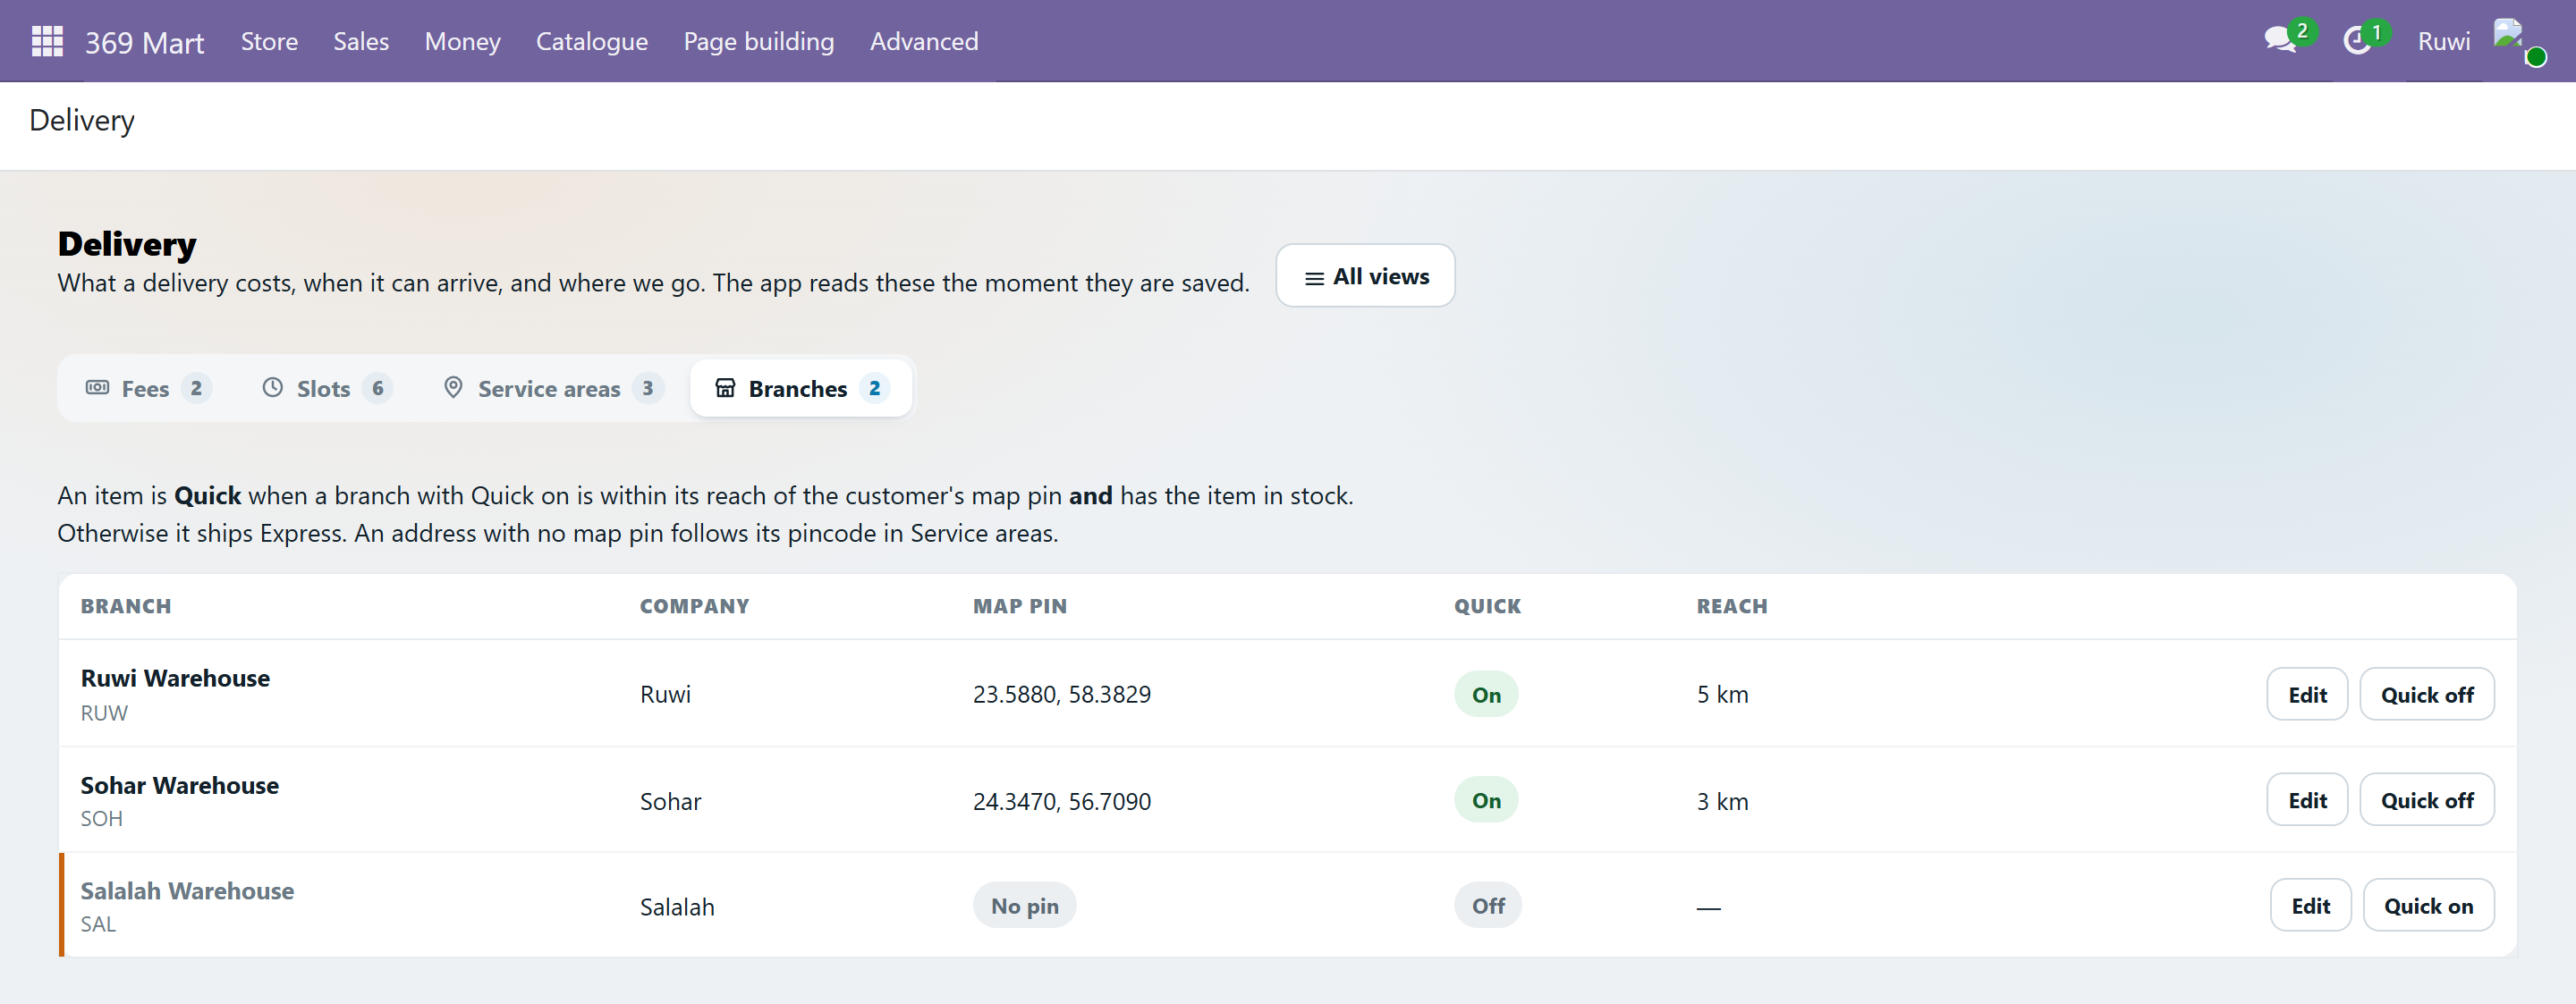 369 Mart Store Sales Money Catalogue Page building Advanced 2 1 Ruwi
Delivery
Delivery
What a delivery costs, when it can arrive, and where we go. The app reads these the moment they are saved.
All views
Fees 2 Slots 6 Service areas 3 Branches 2
An item is Quick when a branch with Quick on is within its reach of the customer's map pin and has the item in stock.
Otherwise it ships Express. An address with no map pin follows its pincode in Service areas.
BRANCH COMPANY MAP PIN QUICK REACH
Ruwi Warehouse
RUW
Ruwi 23.5880, 58.3829 On 5 km Edit Quick off
Sohar Warehouse
SOH
Sohar 24.3470, 56.7090 On 3 km Edit Quick off
Salalah Warehouse
SAL
Salalah No pin Off — Edit Quick on